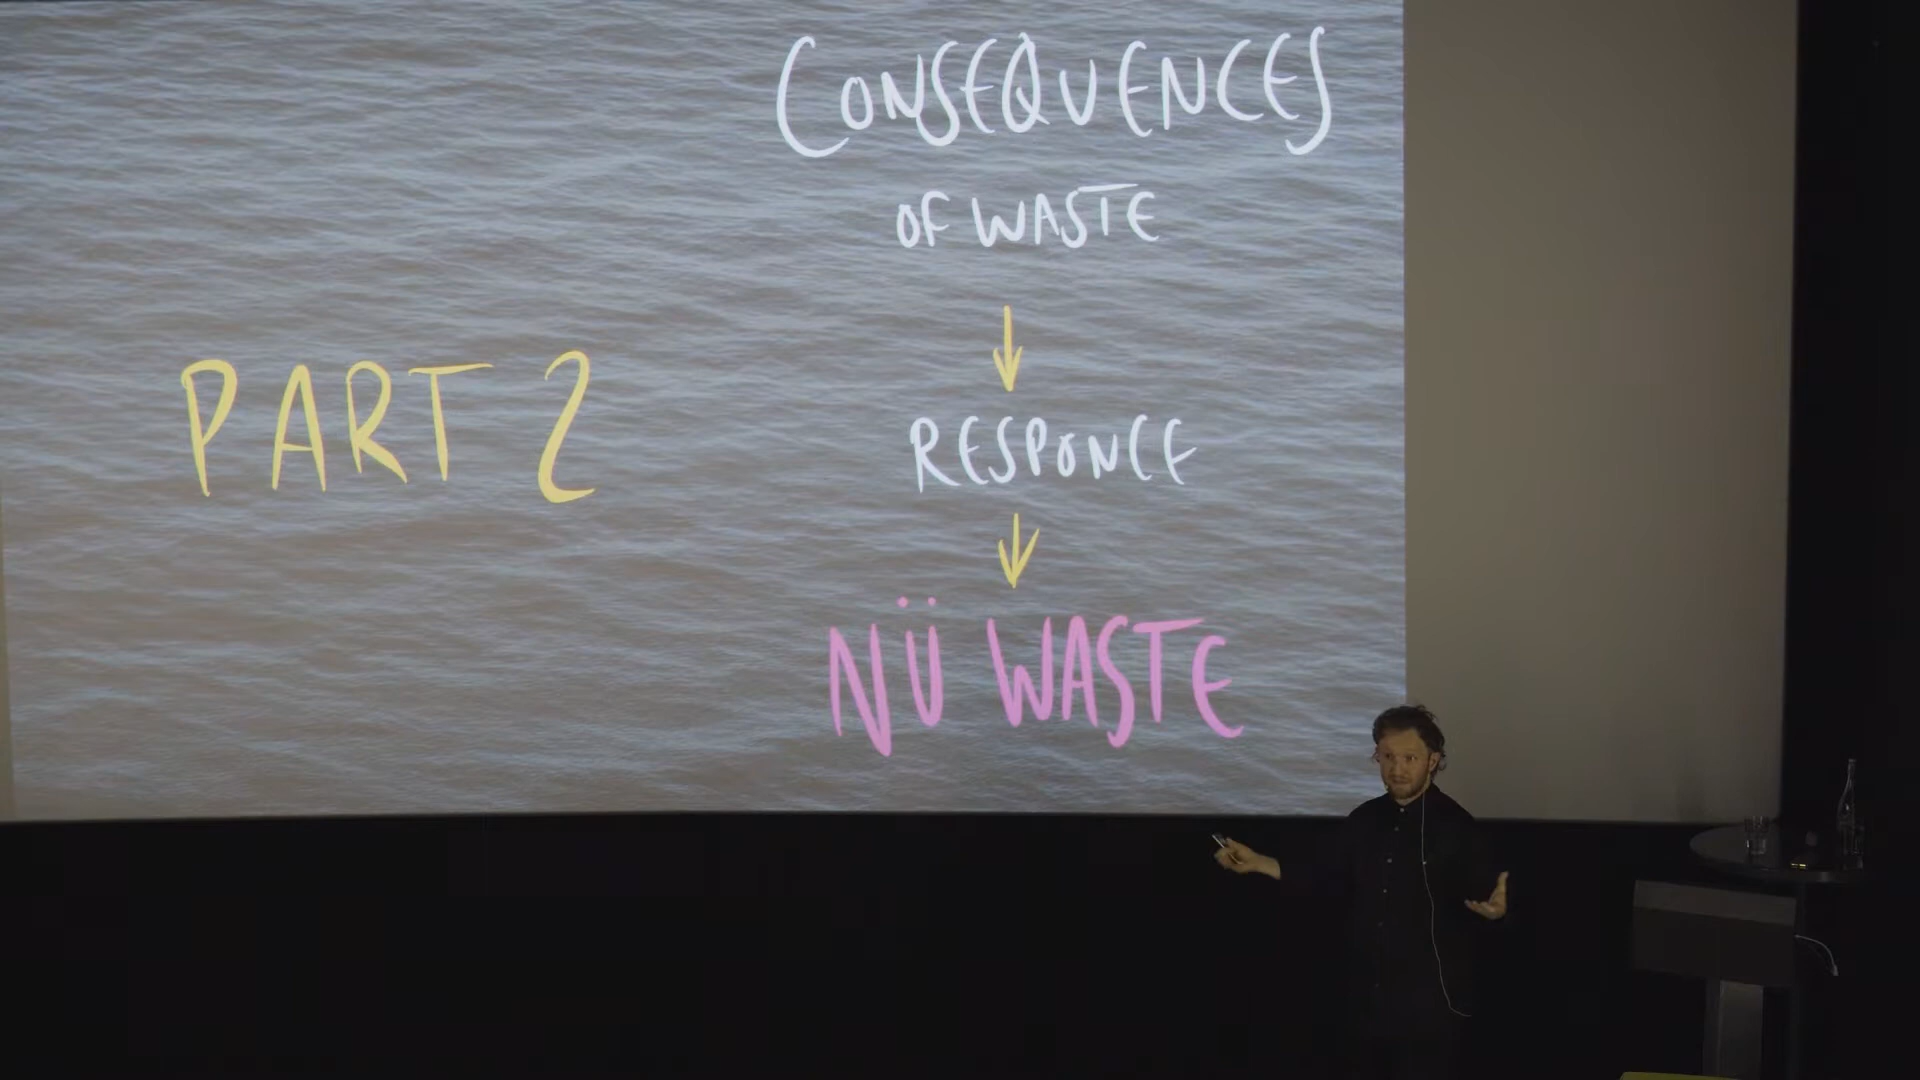 PART 2
CONSEQUENCES
OF WASTE
RESPONCE
NÜ WASTE